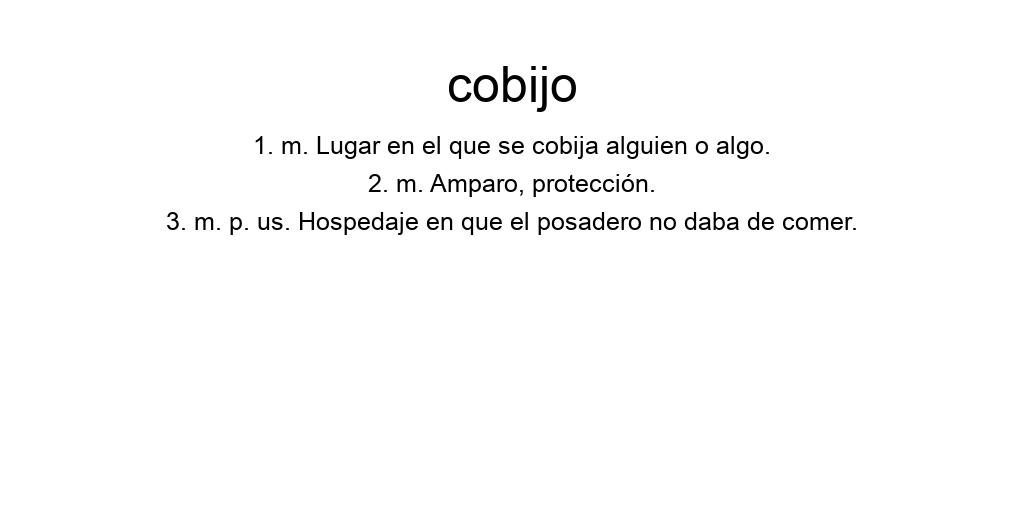 cobijo
1. m. Lugar en el que se cobija alguien o algo.
2. m. Amparo, protección.
3. m. p. us. Hospedaje en que el posadero no daba de comer.